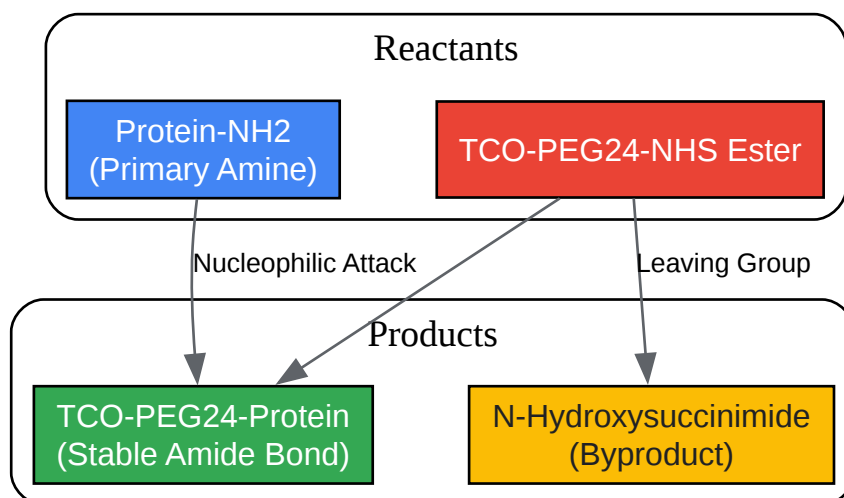 Reactants
Protein-NH2
(Primary Amine)
TCO-PEG24-NHS Ester
Nucleophilic Attack
Leaving Group
Products
TCO-PEG24-Protein
(Stable Amide Bond)
N-Hydroxysuccinimide
(Byproduct)